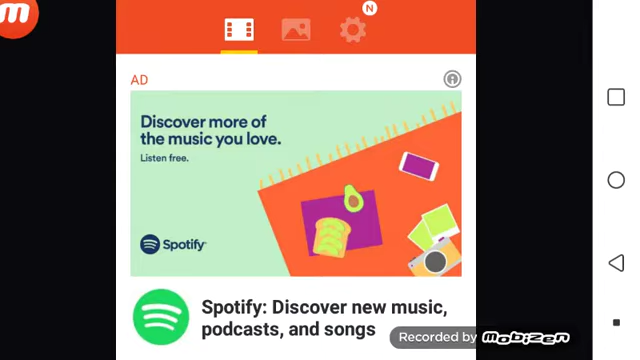 m
N
AD
Discover more of
the music you love.
Listen free.
Spotify
Spotify: Discover new music,
podcasts, and songs
Recorded by MOBIZEN